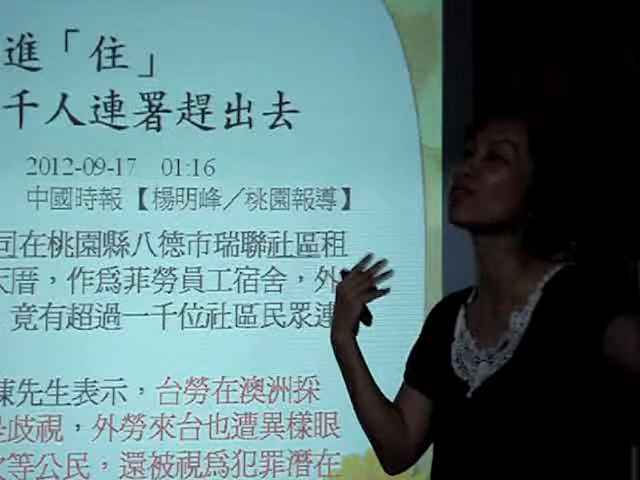 進「住」
千人連署趕出去
2012-09-17 01:16
中國時報【楊明峰／桃園報導】
司在桃園縣八德市瑞聯社區租
厝，作為菲勞員工宿舍，外
竟有超過一千位社區民眾連
陳先生表示，台勞在澳洲採
是歧視，外勞來台也遭異樣眼
等公民，還被視為犯罪潛在